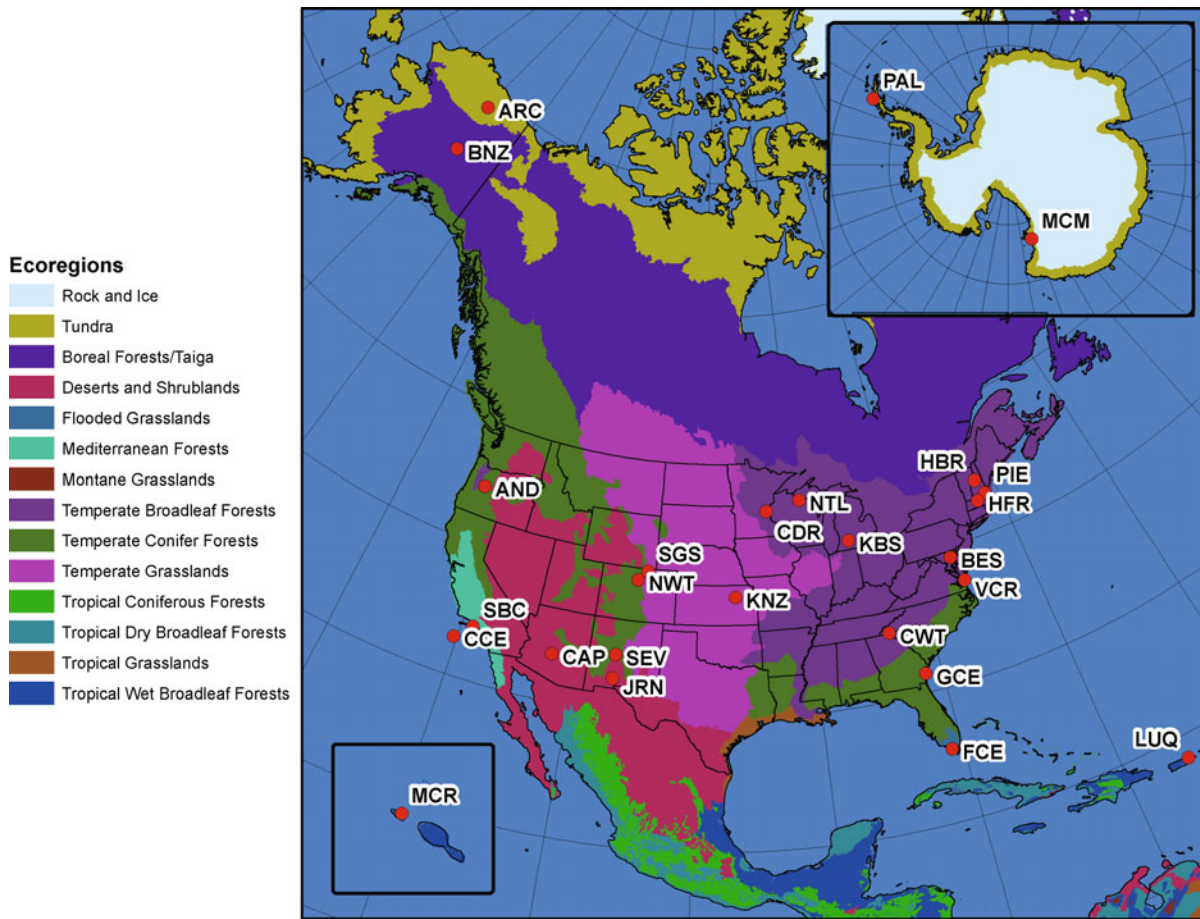 Ecoregions
Rock and Ice
Tundra
Boreal Forests/Taiga
Deserts and Shrublands
Flooded Grasslands
Mediterranean Forests
Montane Grasslands
Temperate Broadleaf Forests
Temperate Conifer Forests
Temperate Grasslands
Tropical Coniferous Forests
Tropical Dry Broadleaf Forests
Tropical Grasslands
Tropical Wet Broadleaf Forests
ARC
BNZ
PAL
MCM
HBR
PIE
AND
NTL
HFR
CDR
KBS
SGS
BES
NWT
VCR
KNZ
SBC
CCE
CWT
CAP
SEV
JRN
GCE
FCE
LUQ
MCR